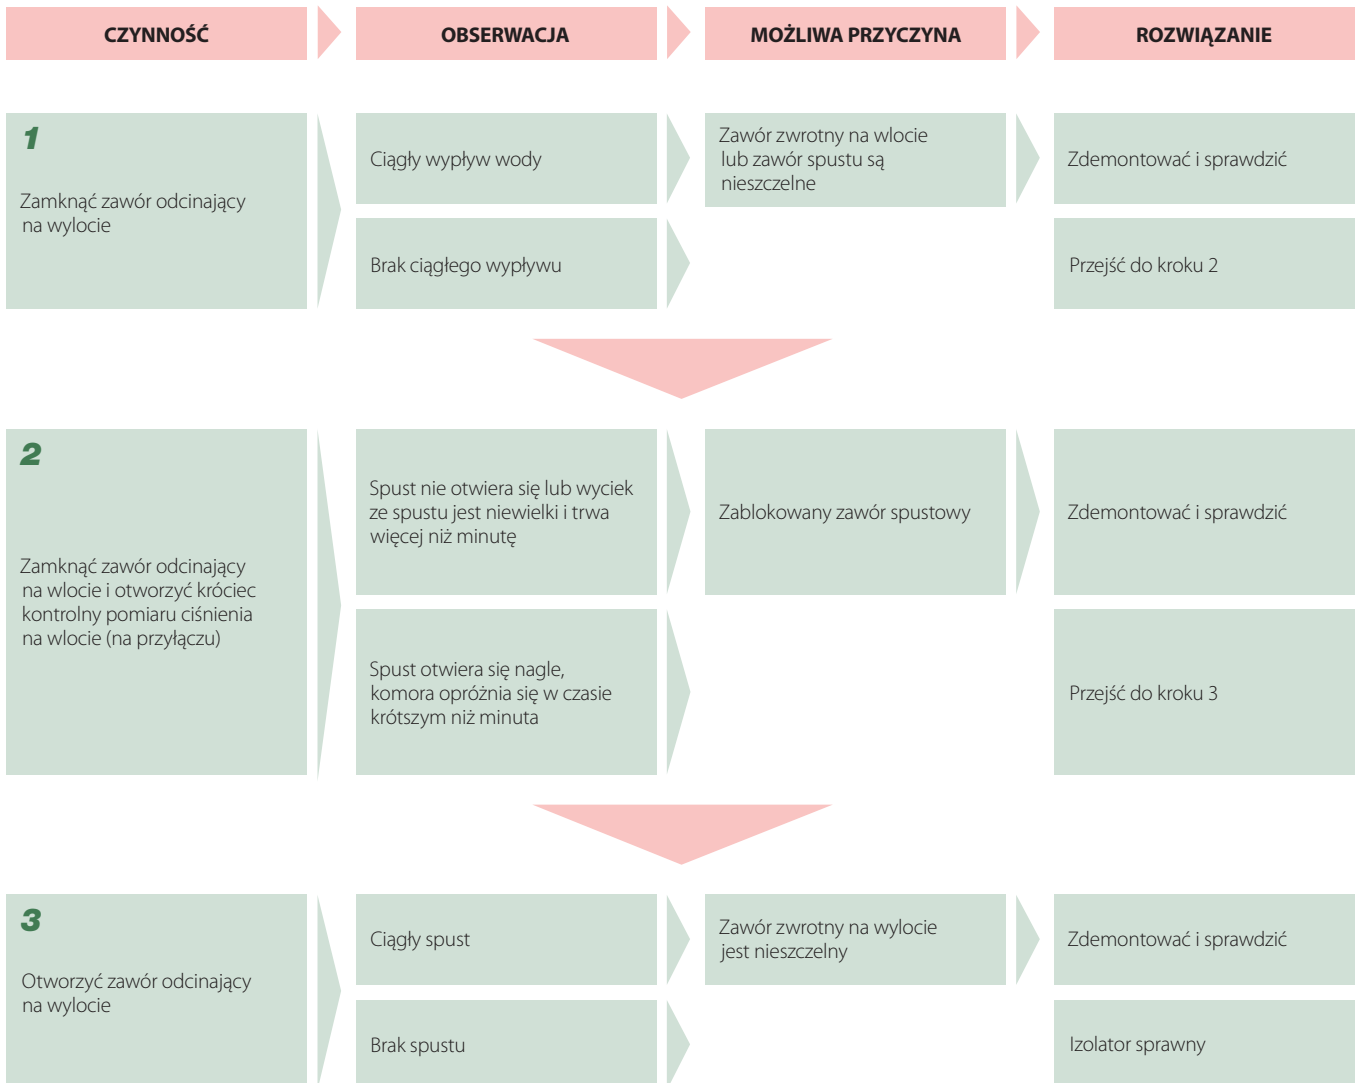 CZYNNOŚĆ
OBSERWACJA
MOŻLIWA PRZYCZYNA
ROZWIĄZANIE
1
Zamknąć zawór odcinający
na wylocie
Ciągły wypływ wody
Zawór zwrotny na wlocie
lub zawór spustu są
nieszczelne
Zdemontować i sprawdzić
Brak ciągłego wypływu
Przejść do kroku 2
2
Zamknąć zawór odcinający
na wlocie i otworzyć króciec
kontrolny pomiaru ciśnienia
na wlocie (na przyłączu)
Spust nie otwiera się lub wyciek
ze spustu jest niewielki i trwa
więcej niż minutę
Zablokowany zawór spustowy
Zdemontować i sprawdzić
Spust otwiera się nagle,
komora opróżnia się w czasie
krótszym niż minuta
Przejść do kroku 3
3
Otworzyć zawór odcinający
na wylocie
Ciągły spust
Zawór zwrotny na wylocie
jest nieszczelny
Zdemontować i sprawdzić
Brak spustu
Izolator sprawny